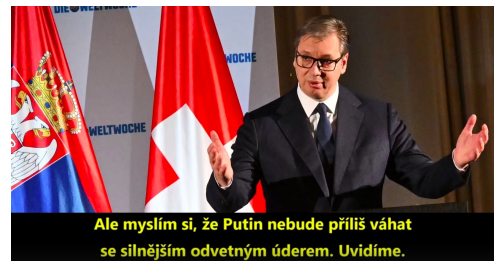 DIE WELTWOCHE
WOCHE
WELTWOCHE
Ale myslím si, že Putin nebude příliš váhat
se silnějším odvetným úderem. Uvidíme.